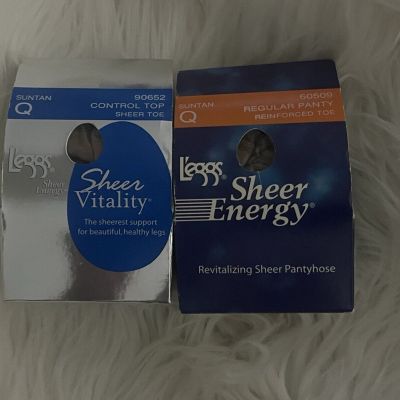 SUNTAN
Q
90652
CONTROL TOP
SHEER TOE
L'eggs
Sheer
Energy
Sheer
Vitality®
The sheerest support
for beautiful, healthy legs
SUNTAN
Q
60509
REGULAR PANTY
REINFORCED TOE
L'eggs
Sheer
Energy®
Revitalizing Sheer Pantyhose